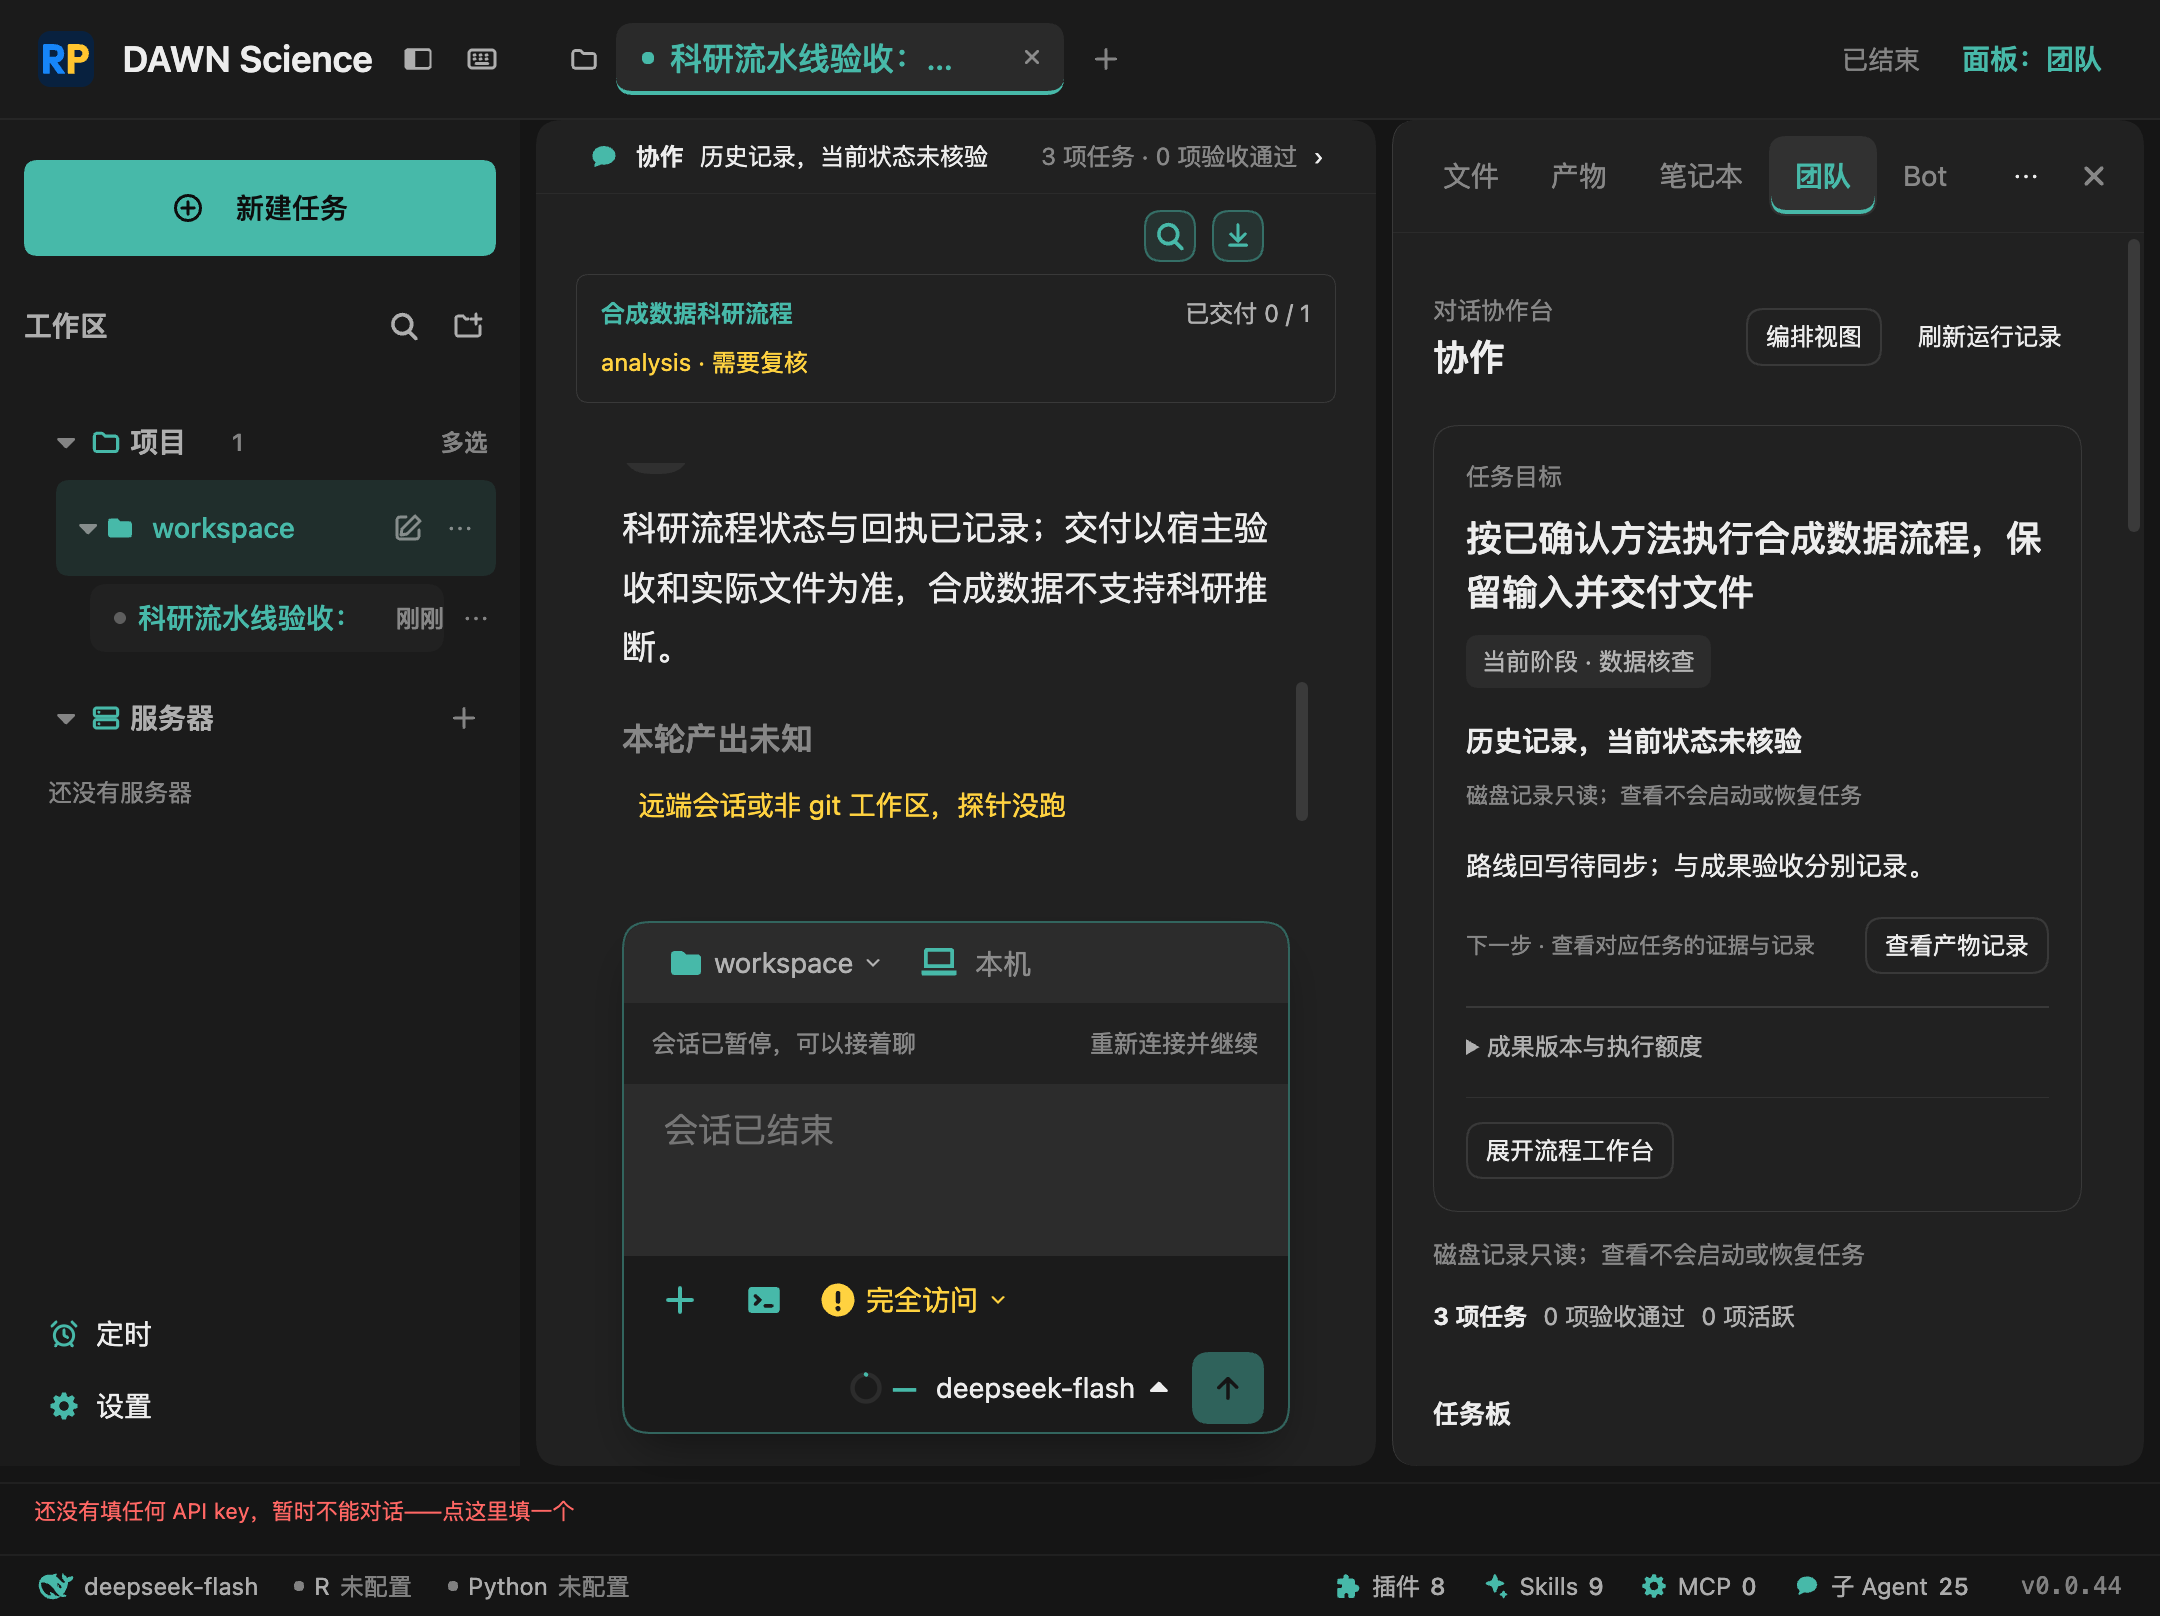 RP DAWN Science
科研流水线验收：...
已结束
面板：团队
新建任务
工作区
项目 1
多选
workspace
科研流水线验收：
刚刚
服务器
还没有服务器
定时
设置
协作 历史记录，当前状态未核验
3 项任务 · 0 项验收通过 ›
合成数据科研流程
已交付 0 / 1
analysis · 需要复核
科研流程状态与回执已记录；交付以宿主验
收和实际文件为准，合成数据不支持科研推
断。
本轮产出未知
远端会话或非 git 工作区，探针没跑
workspace
本机
会话已暂停，可以接着聊
重新连接并继续
会话已结束
完全访问
deepseek-flash
文件
产物
笔记本
团队
Bot
对话协作台
协作
编排视图
刷新运行记录
任务目标
按已确认方法执行合成数据流程，保
留输入并交付文件
当前阶段 · 数据核查
历史记录，当前状态未核验
磁盘记录只读；查看不会启动或恢复任务
路线回写待同步；与成果验收分别记录。
下一步 · 查看对应任务的证据与记录
查看产物记录
成果版本与执行额度
展开流程工作台
磁盘记录只读；查看不会启动或恢复任务
3 项任务 0 项验收通过 0 项活跃
任务板
还没有填任何 API key，暂时不能对话——点这里填一个
deepseek-flash
R 未配置
Python 未配置
插件 8
Skills 9
MCP 0
子 Agent 25
v0.0.44